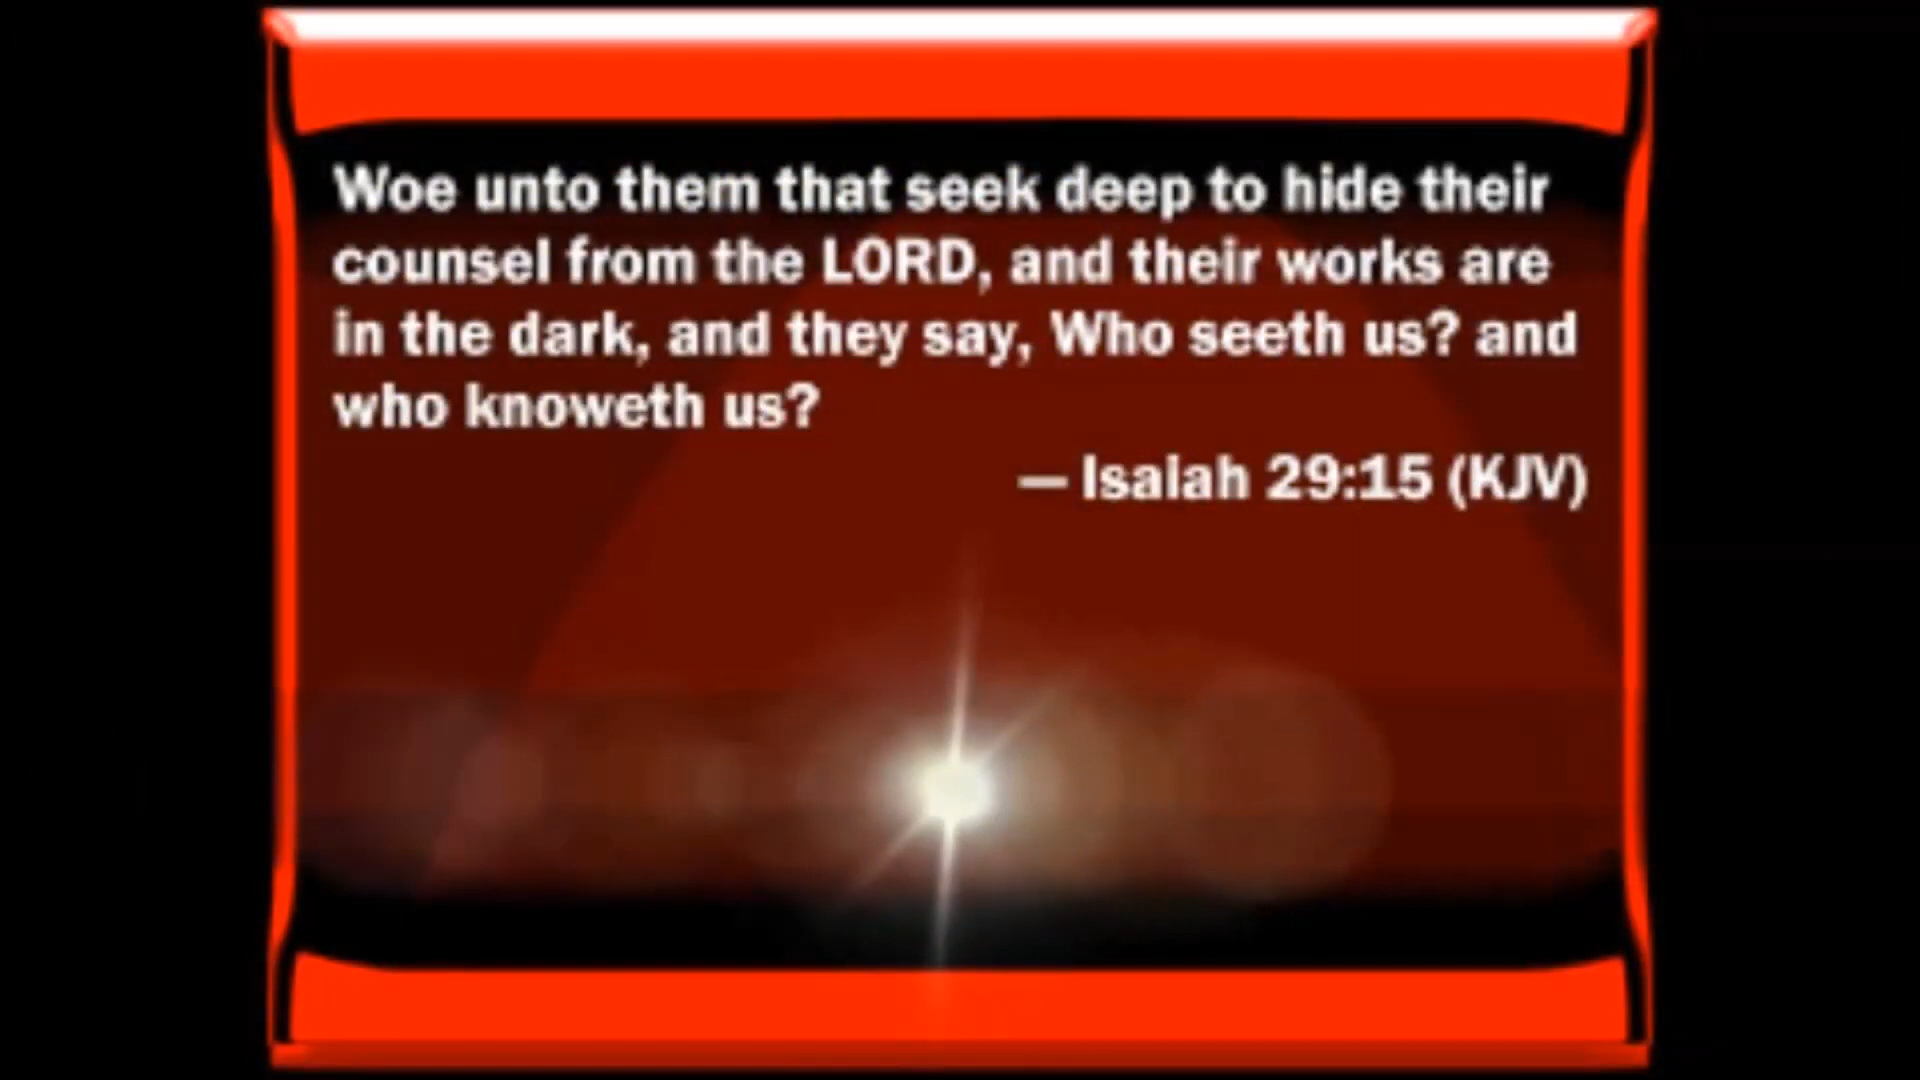 Woe unto them that seek deep to hide their
counsel from the LORD, and their works are
in the dark, and they say, Who seeth us? and
who knoweth us?
— Isaiah 29:15 (KJV)